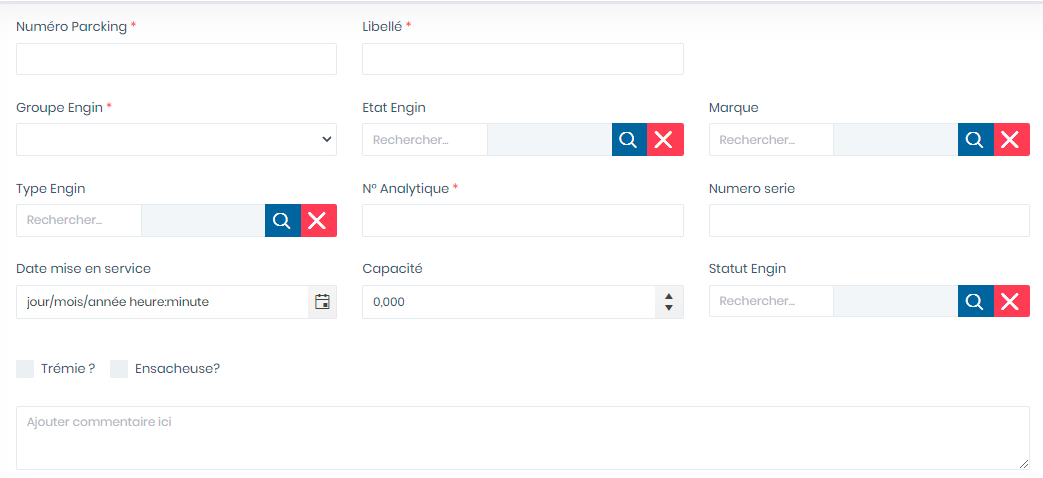 Numéro Parcking * Libellé *
Groupe Engin * Etat Engin Marque
Rechercher... Rechercher...
Type Engin N° Analytique * Numero serie
Rechercher...
Date mise en service Capacité Statut Engin
jour/mois/année heure:minute 0,000 Rechercher...
Trémie ? Ensacheuse?
Ajouter commentaire ici